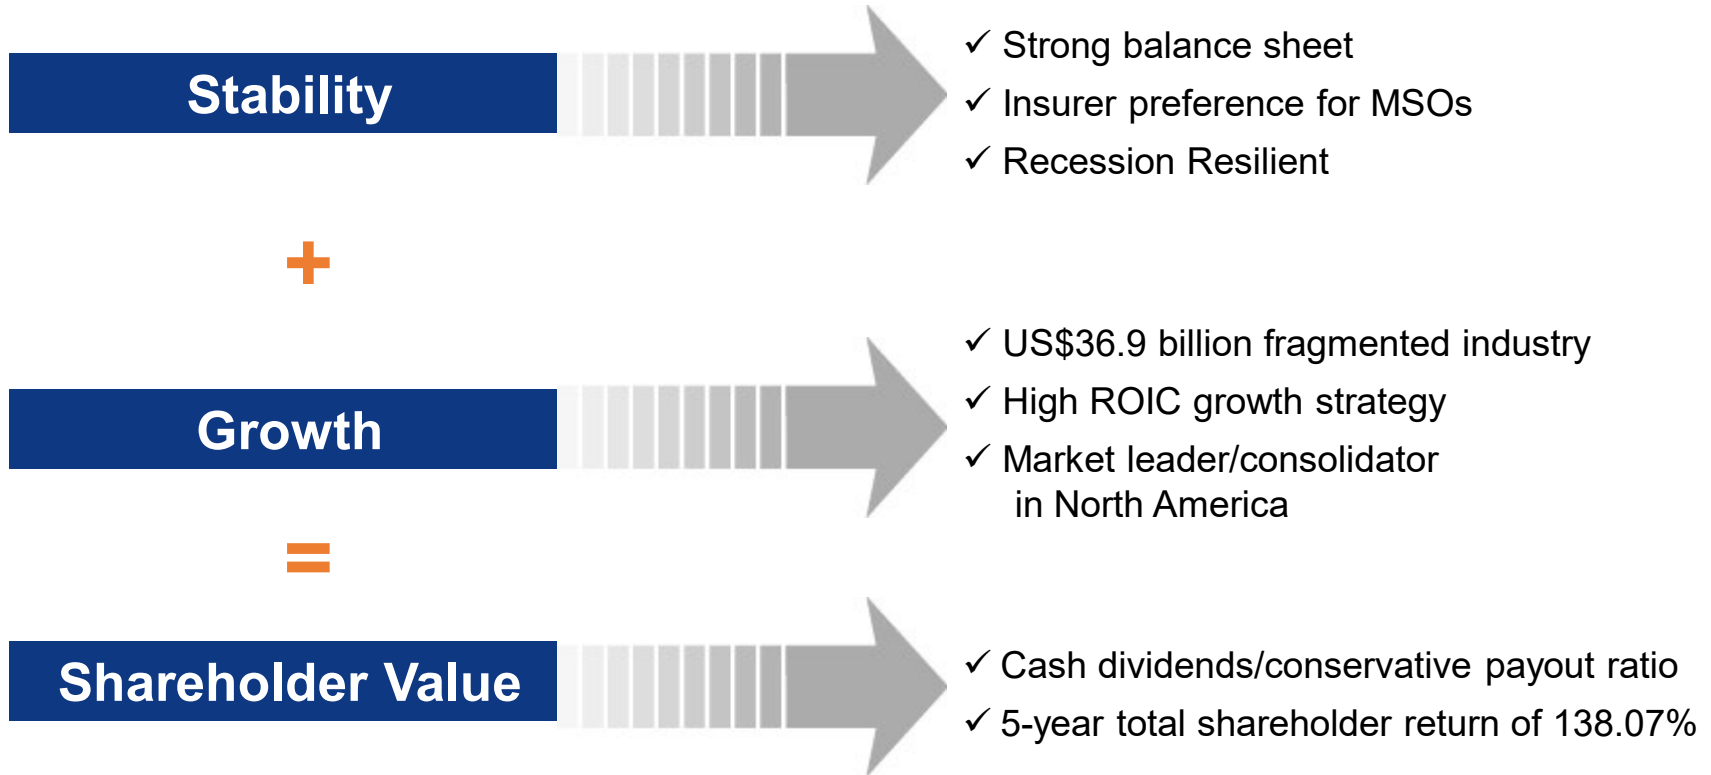 Stability
✓ Strong balance sheet
✓ Insurer preference for MSOs
✓ Recession Resilient
+
Growth
✓ US$36.9 billion fragmented industry
✓ High ROIC growth strategy
✓ Market leader/consolidator
in North America
=
Shareholder Value
✓ Cash dividends/conservative payout ratio
✓ 5-year total shareholder return of 138.07%